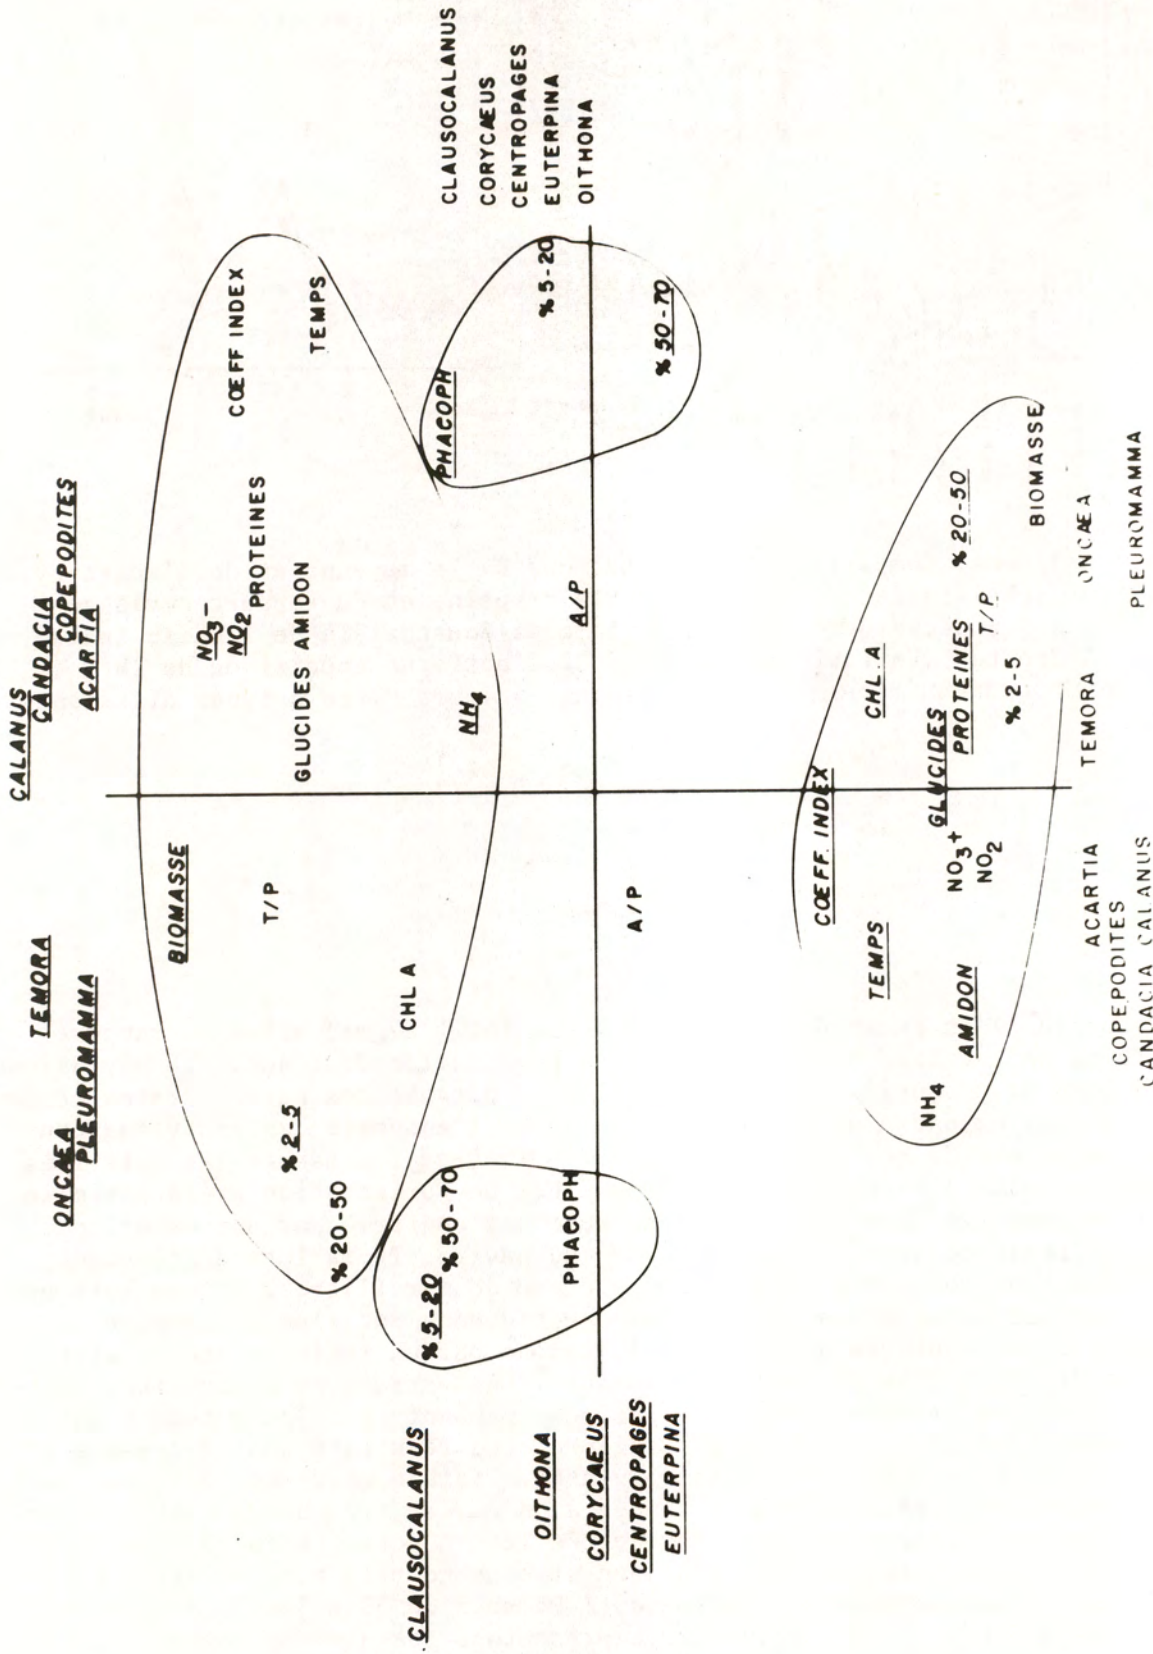 CLAUSOCALANUS
OITHONA
CORYCAEUS
CENTROPAGES
EUTERPINA
ONCAEA
PLEUROMAMMA
TEMORA
CALANUS
CANDACIA
COPEPODITES
ACARTIA
BIOMASSE
T/P
% 2-5
% 20-50
CHL A
NO3-
NO2
PROTEINES
GLUCIDES AMIDON
NH4
COEFF INDEX
TEMPS
% 5-20
% 50-70
PHACOPH
A/P
A/P
PHACOPH
% 5-20
% 50-70
CLAUSOCALANUS
CORYCAEUS
CENTROPAGES
EUTERPINA
OITHONA
COEFF. INDEX
TEMPS
CHL. A
NH4
AMIDON
NO3+
NO2
GLUCIDES
PROTEINES
T/P
% 20-50
% 2-5
BIOMASSE
ACARTIA
COPEPODITES
CANDACIA CALANUS
TEMORA
ONCAEA
PLEUROMAMMA